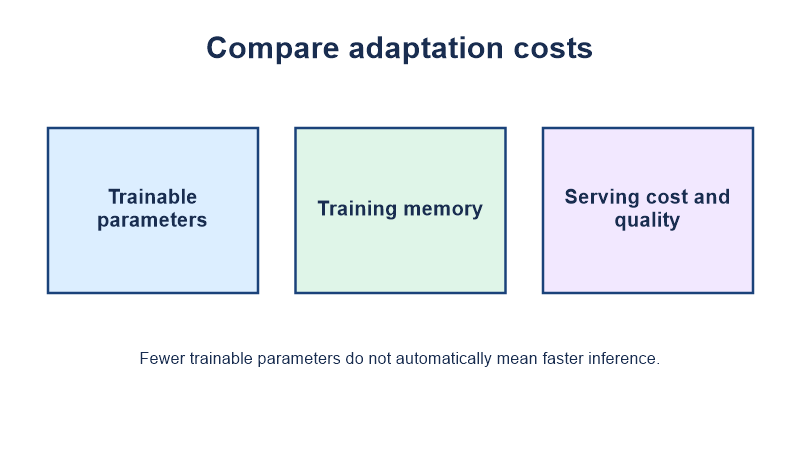 Compare adaptation costs
Trainable
parameters
Training memory
Serving cost and
quality
Fewer trainable parameters do not automatically mean faster inference.